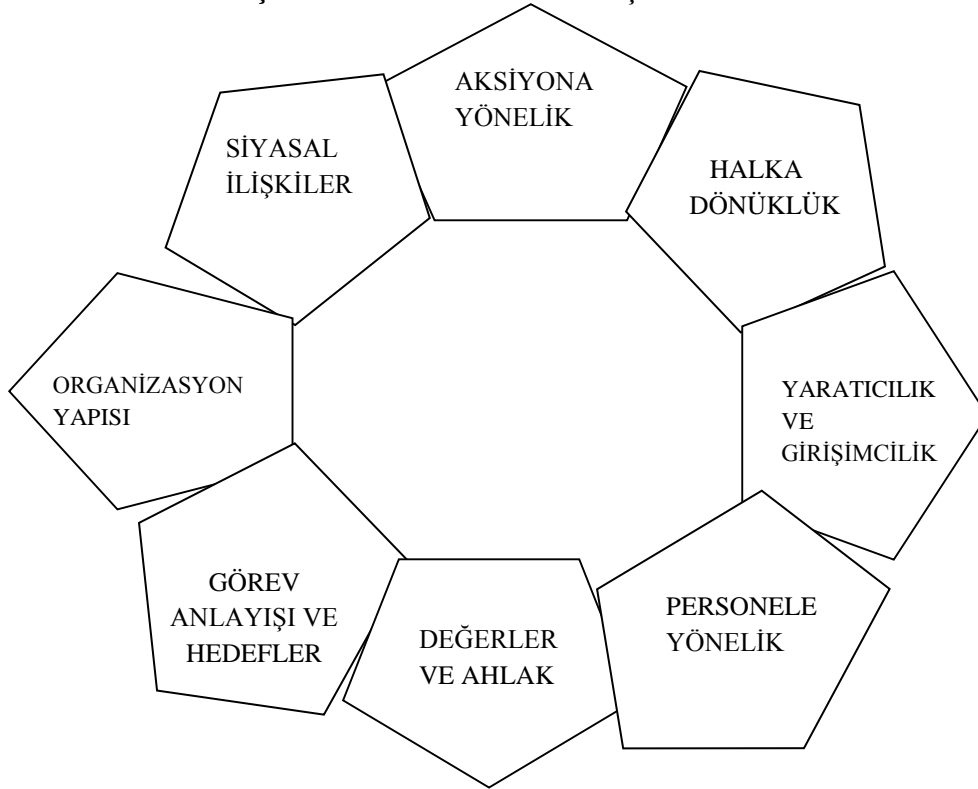 AKSİYONA
YÖNELİK
HALKA
DÖNÜKLÜK
YARATICILIK
VE
GİRİŞİMCİLİK
PERSONELE
YÖNELİK
DEĞERLER
VE AHLAK
GÖREV
ANLAYIŞI VE
HEDEFLER
ORGANİZASYON
YAPISI
SİYASAL
İLİŞKİLER